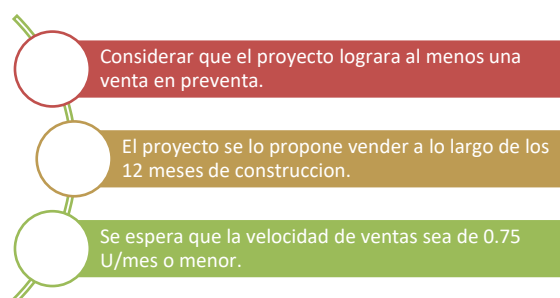 Considerar que el proyecto lograra al menos una
venta en preventa.
El proyecto se lo propone vender a lo largo de los
12 meses de construccion.
Se espera que la velocidad de ventas sea de 0.75
U/mes o menor.